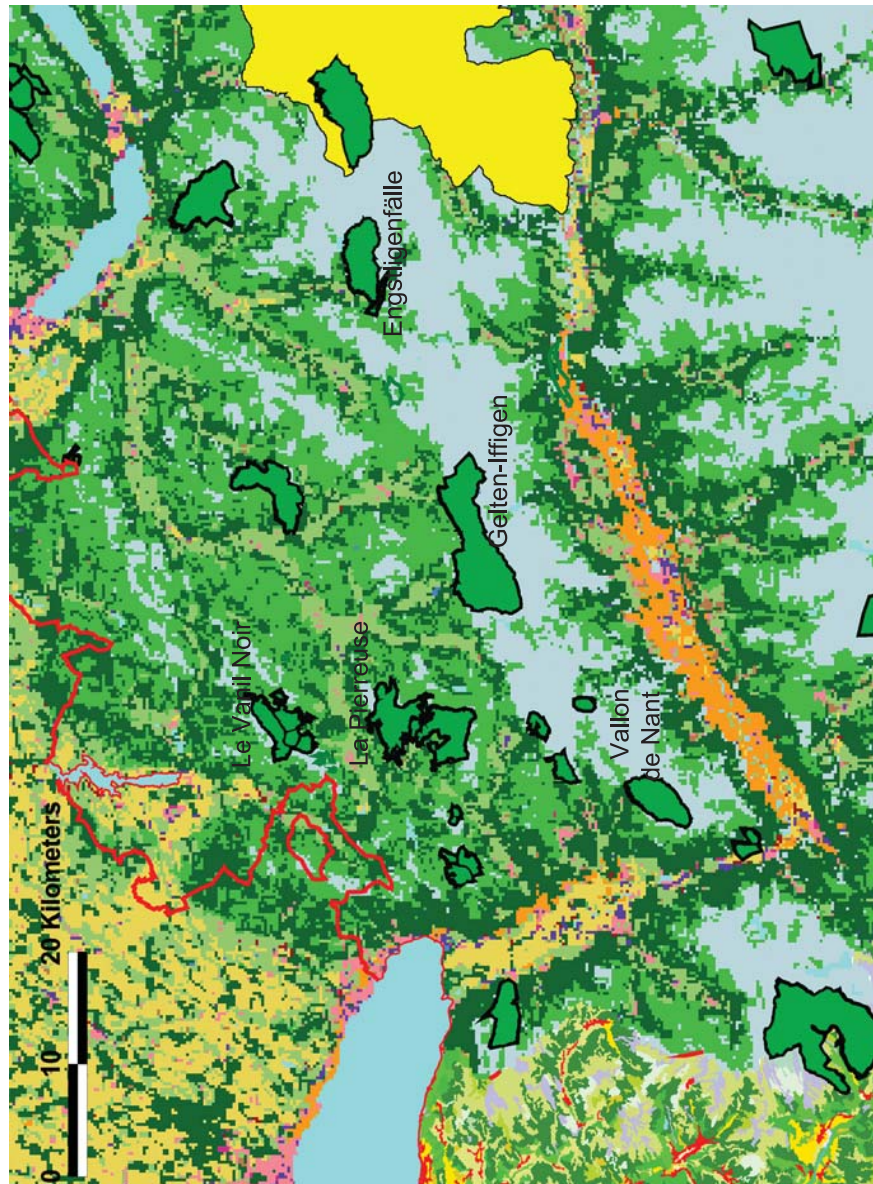 0 10 20 Kilometers
Le Vanil Noir
La Pierreuse
Engstligenfälle
Gelten-Iffigen
Vallon
de Nant